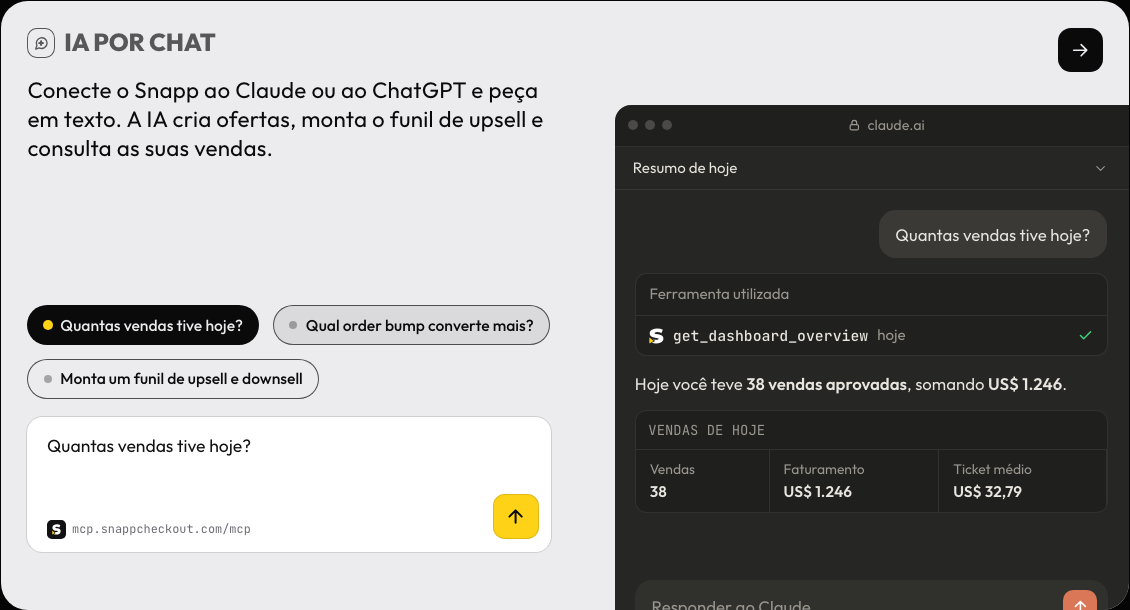 IA POR CHAT
Conecte o Snapp ao Claude ou ao ChatGPT e peça
em texto. A IA cria ofertas, monta o funil de upsell e
consulta as suas vendas.
Quantas vendas tive hoje?
Qual order bump converte mais?
Monta um funil de upsell e downsell
Quantas vendas tive hoje?
S mcp.snappcheckout.com/mcp
claude.ai
Resumo de hoje
Quantas vendas tive hoje?
Ferramenta utilizada
S get_dashboard_overview hoje
Hoje você teve 38 vendas aprovadas, somando US$ 1.246.
VENDAS DE HOJE
Vendas
38
Faturamento
US$ 1.246
Ticket médio
US$ 32,79
Responder ao Claude